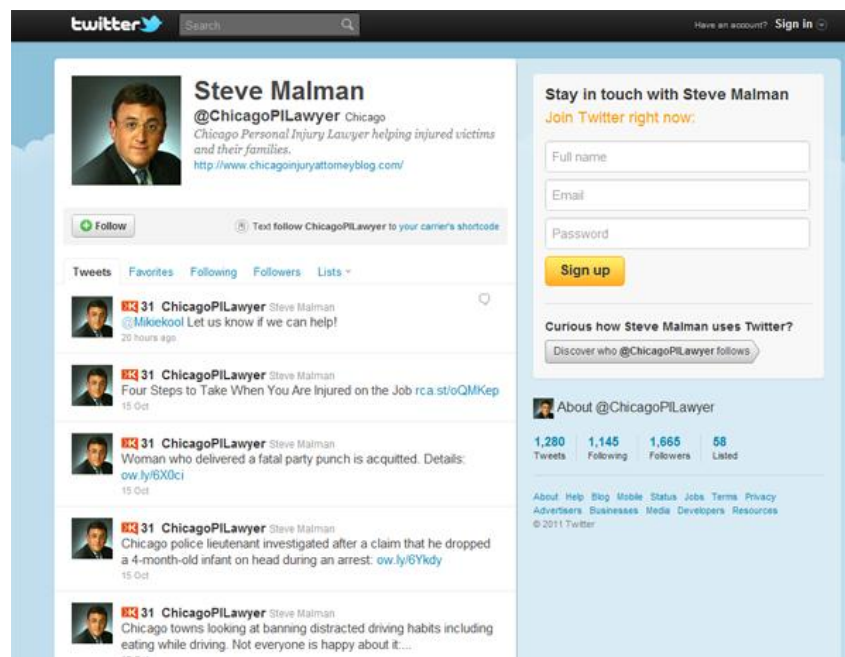 twitter
Search
Have an account? Sign in
Steve Malman
@ChicagoPILawyer Chicago
Chicago Personal Injury Lawyer helping injured victims
and their families.
http://www.chicagoinjuryattorneyblog.com/
Follow
Text follow ChicagoPILawyer to your carrier's shortcode
Tweets Favorites Following Followers Lists
31 ChicagoPILawyer Steve Malman
@Mikiekool Let us know if we can help!
20 hours ago
31 ChicagoPILawyer Steve Malman
Four Steps to Take When You Are Injured on the Job rca.st/oQMKep
15 Oct
31 ChicagoPILawyer Steve Malman
Woman who delivered a fatal party punch is acquitted. Details:
ow.ly/6X0ci
15 Oct
31 ChicagoPILawyer Steve Malman
Chicago police lieutenant investigated after a claim that he dropped
a 4-month-old infant on head during an arrest: ow.ly/6Ykdy
15 Oct
31 ChicagoPILawyer Steve Malman
Chicago towns looking at banning distracted driving habits including
eating while driving. Not everyone is happy about it:...
Stay in touch with Steve Malman
Join Twitter right now:
Full name
Email
Password
Sign up
Curious how Steve Malman uses Twitter?
Discover who @ChicagoPILawyer follows
About @ChicagoPILawyer
1,280 1,145 1,665 58
Tweets Following Followers Listed
About Help Blog Mobile Status Jobs Terms Privacy
Advertisers Businesses Media Developers Resources
© 2011 Twitter